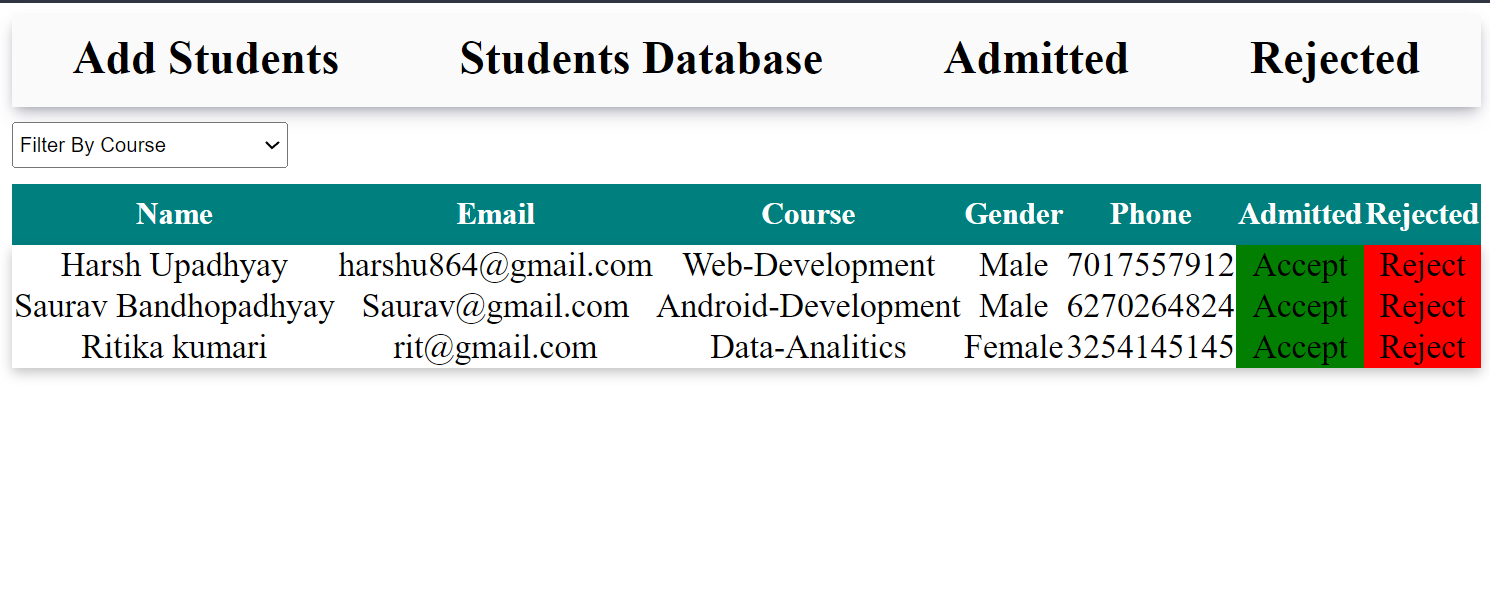 Add Students Students Database Admitted Rejected
Filter By Course
Name Email Course Gender Phone Admitted Rejected
Harsh Upadhyay harshu864@gmail.com Web-Development Male 7017557912 Accept Reject
Saurav Bandhopadhyay Saurav@gmail.com Android-Development Male 6270264824 Accept Reject
Ritika kumari rit@gmail.com Data-Analitics Female 3254145145 Accept Reject